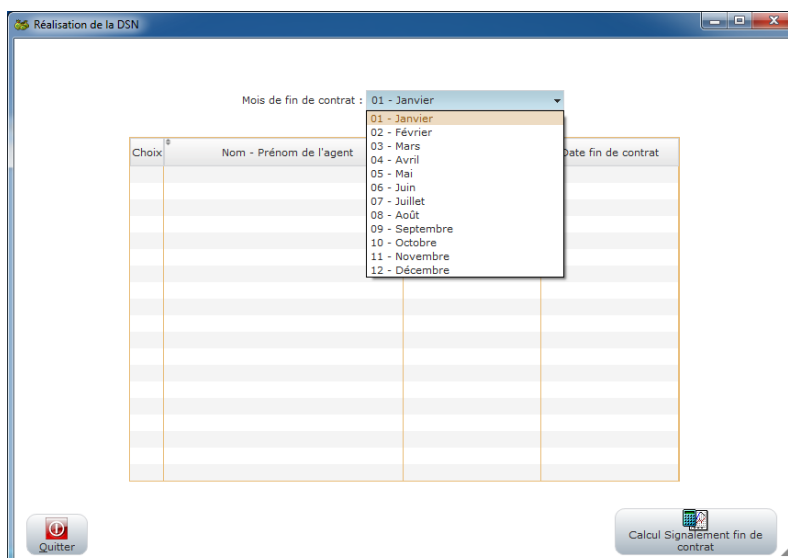 Réalisation de la DSN
Mois de fin de contrat : 01 - Janvier
01 - Janvier
02 - Février
03 - Mars
04 - Avril
05 - Mai
06 - Juin
07 - Juillet
08 - Août
09 - Septembre
10 - Octobre
11 - Novembre
12 - Décembre
Choix Nom - Prénom de l'agent Date fin de contrat
Quitter
Calcul Signalement fin de
contrat